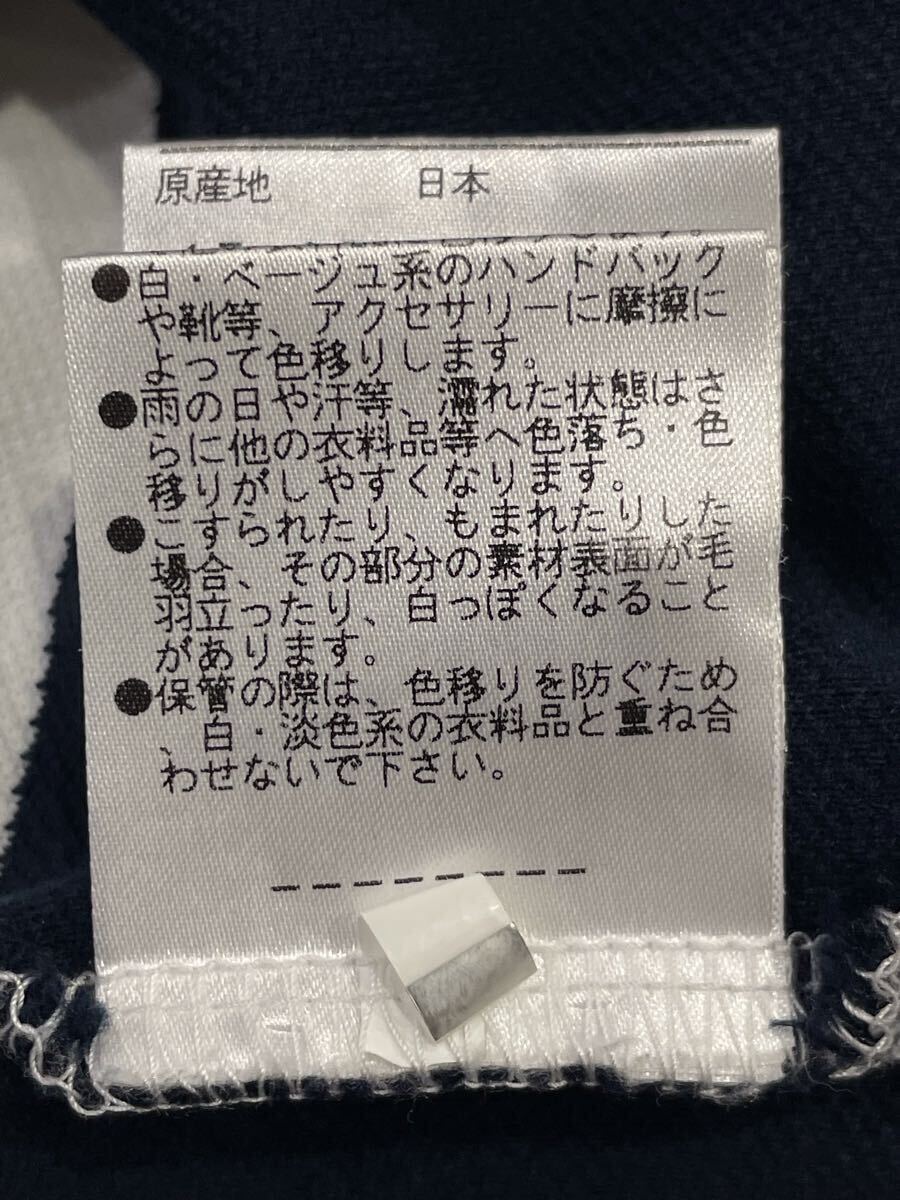 原産地 日本
●白・ベージュ系のハンドバック
や靴等、アクセサリーに摩擦に
よって色移りします。
●雨の日や汗等、濡れた状態はさ
らに他の衣料品等へ色落ち・色
移りがしやすくなります。
●こすられたり、もまれたりした
場合、その部分の素材表面が毛
羽立ったり、白っぽくなること
があります。
●保管の際は、色移りを防ぐため
、白・淡色系の衣料品と重ね合
わせないで下さい。